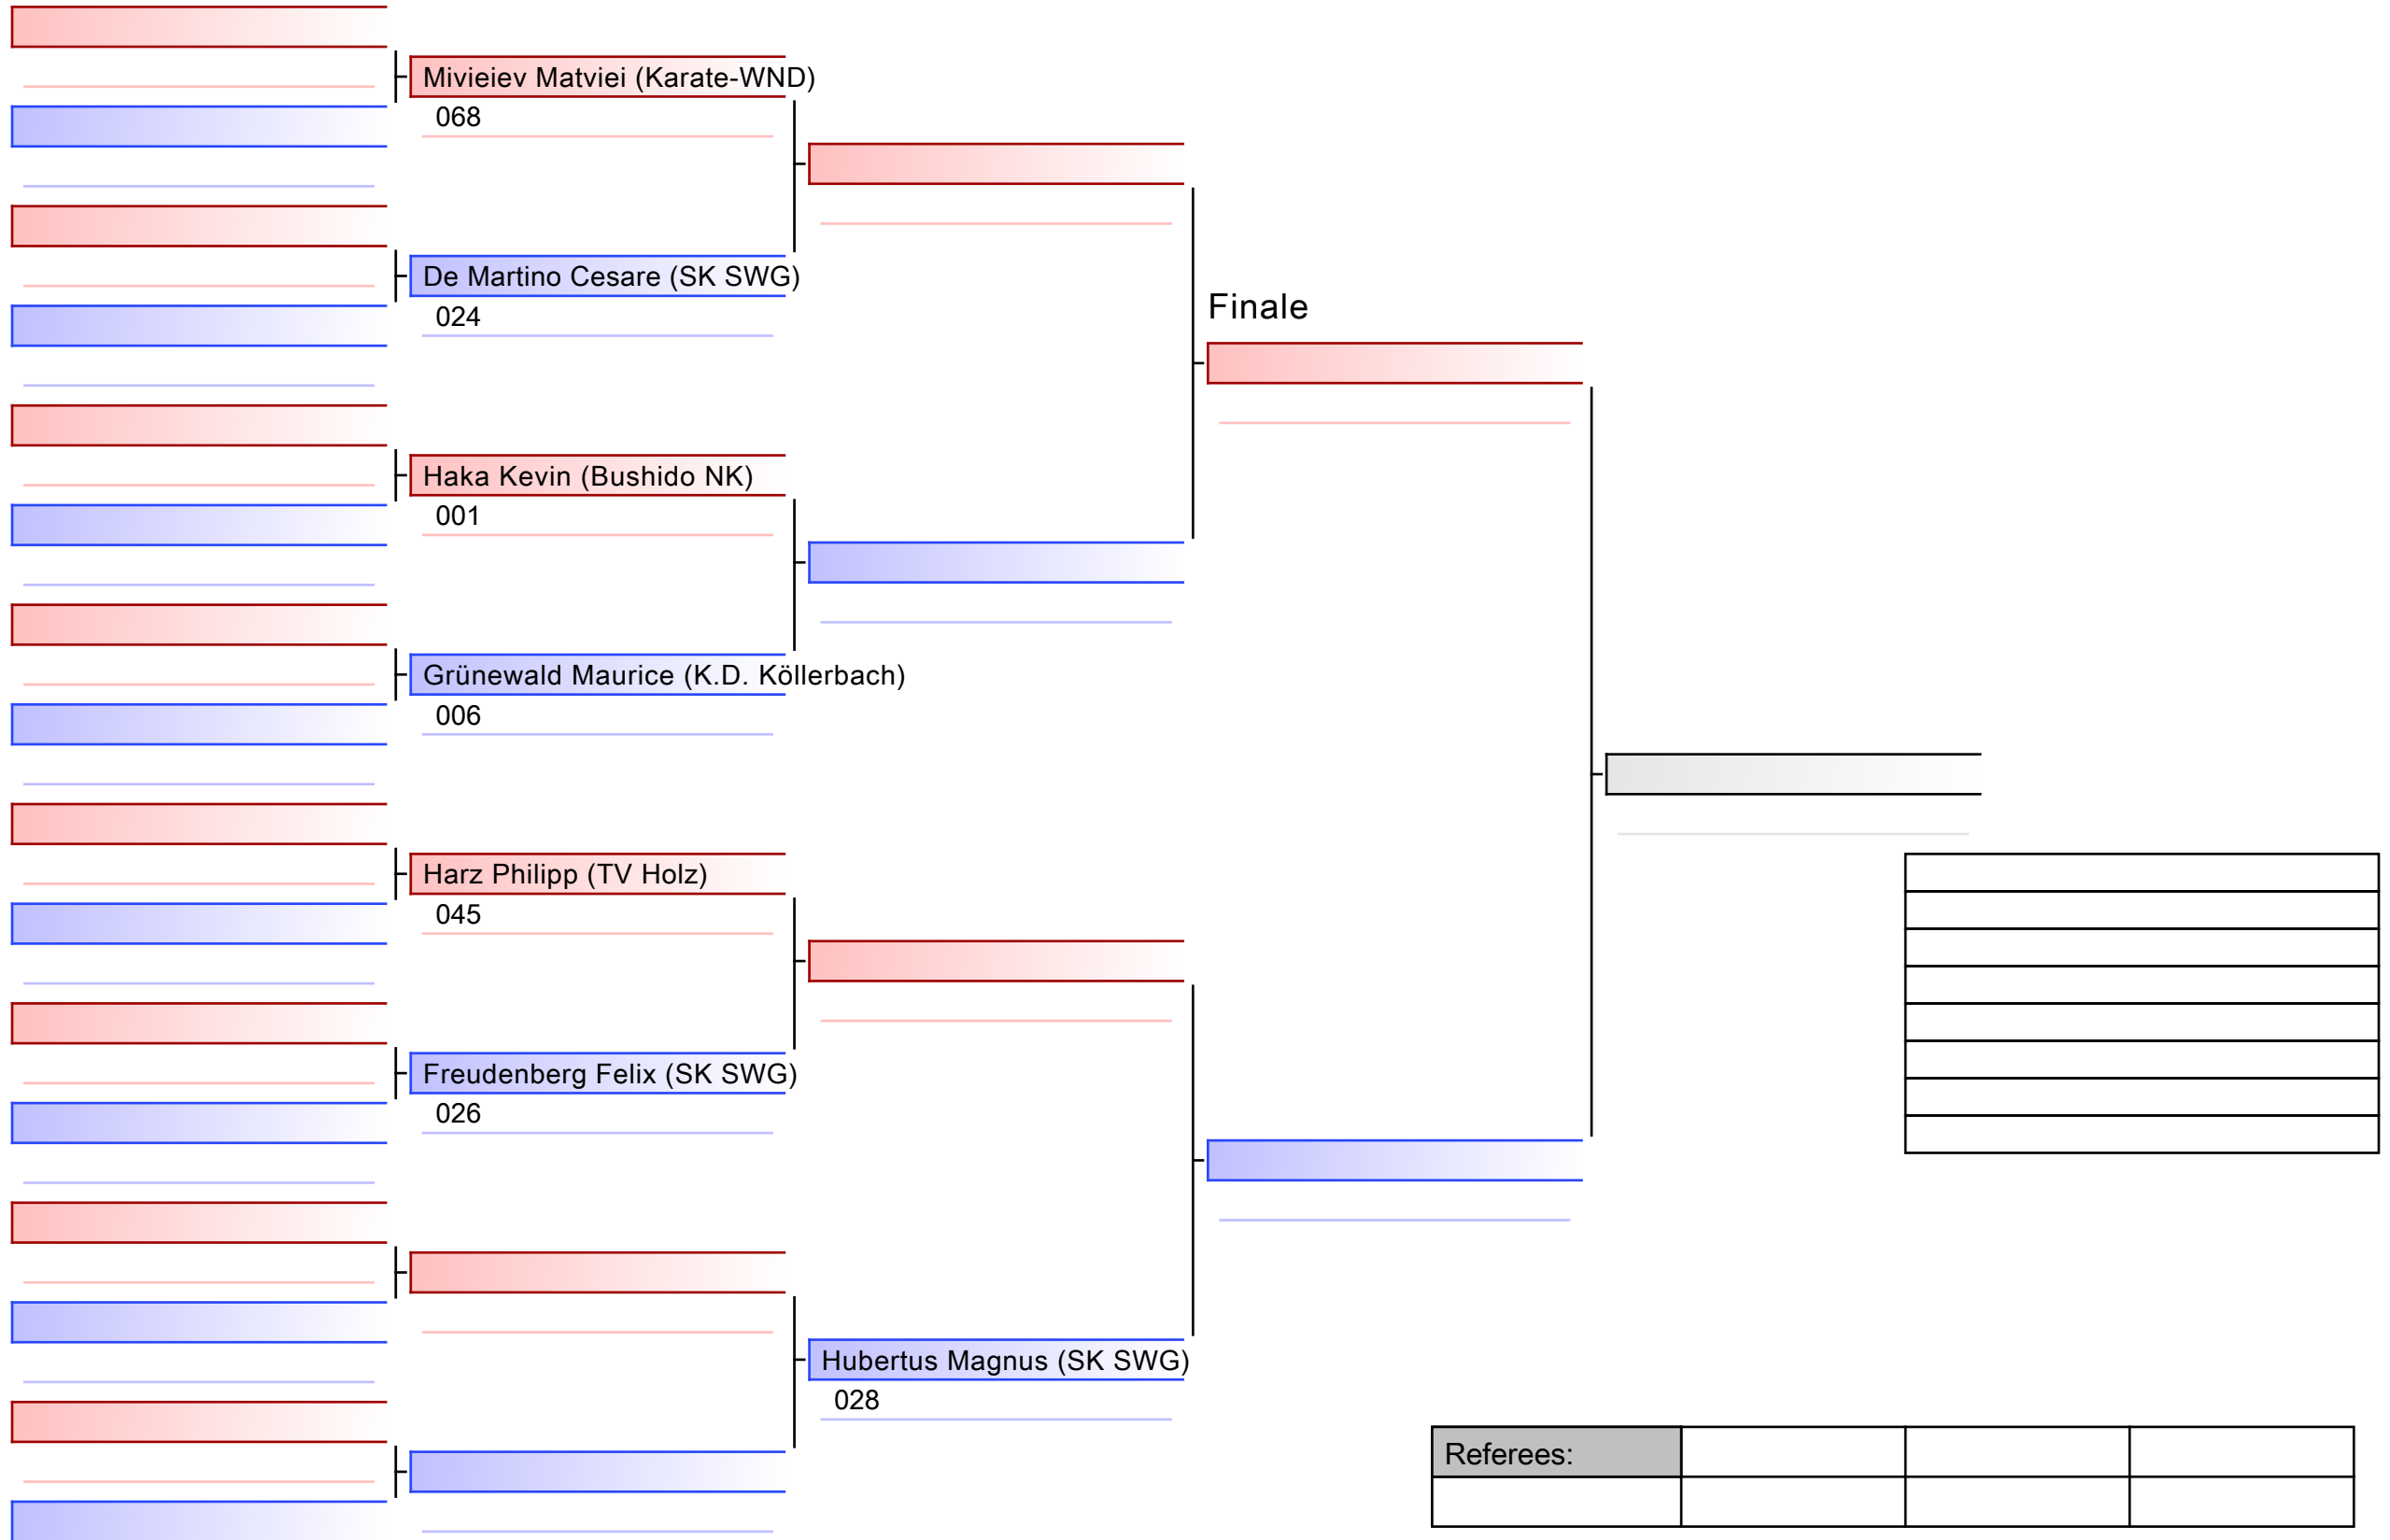 Mivieiev Matviei (Karate-WND)
068
De Martino Cesare (SK SWG)
024
Finale
Haka Kevin (Bushido NK)
001
Grünewald Maurice (K.D. Köllerbach)
006
Harz Philipp (TV Holz)
045
Freudenberg Felix (SK SWG)
026
Hubertus Magnus (SK SWG)
028
Referees: